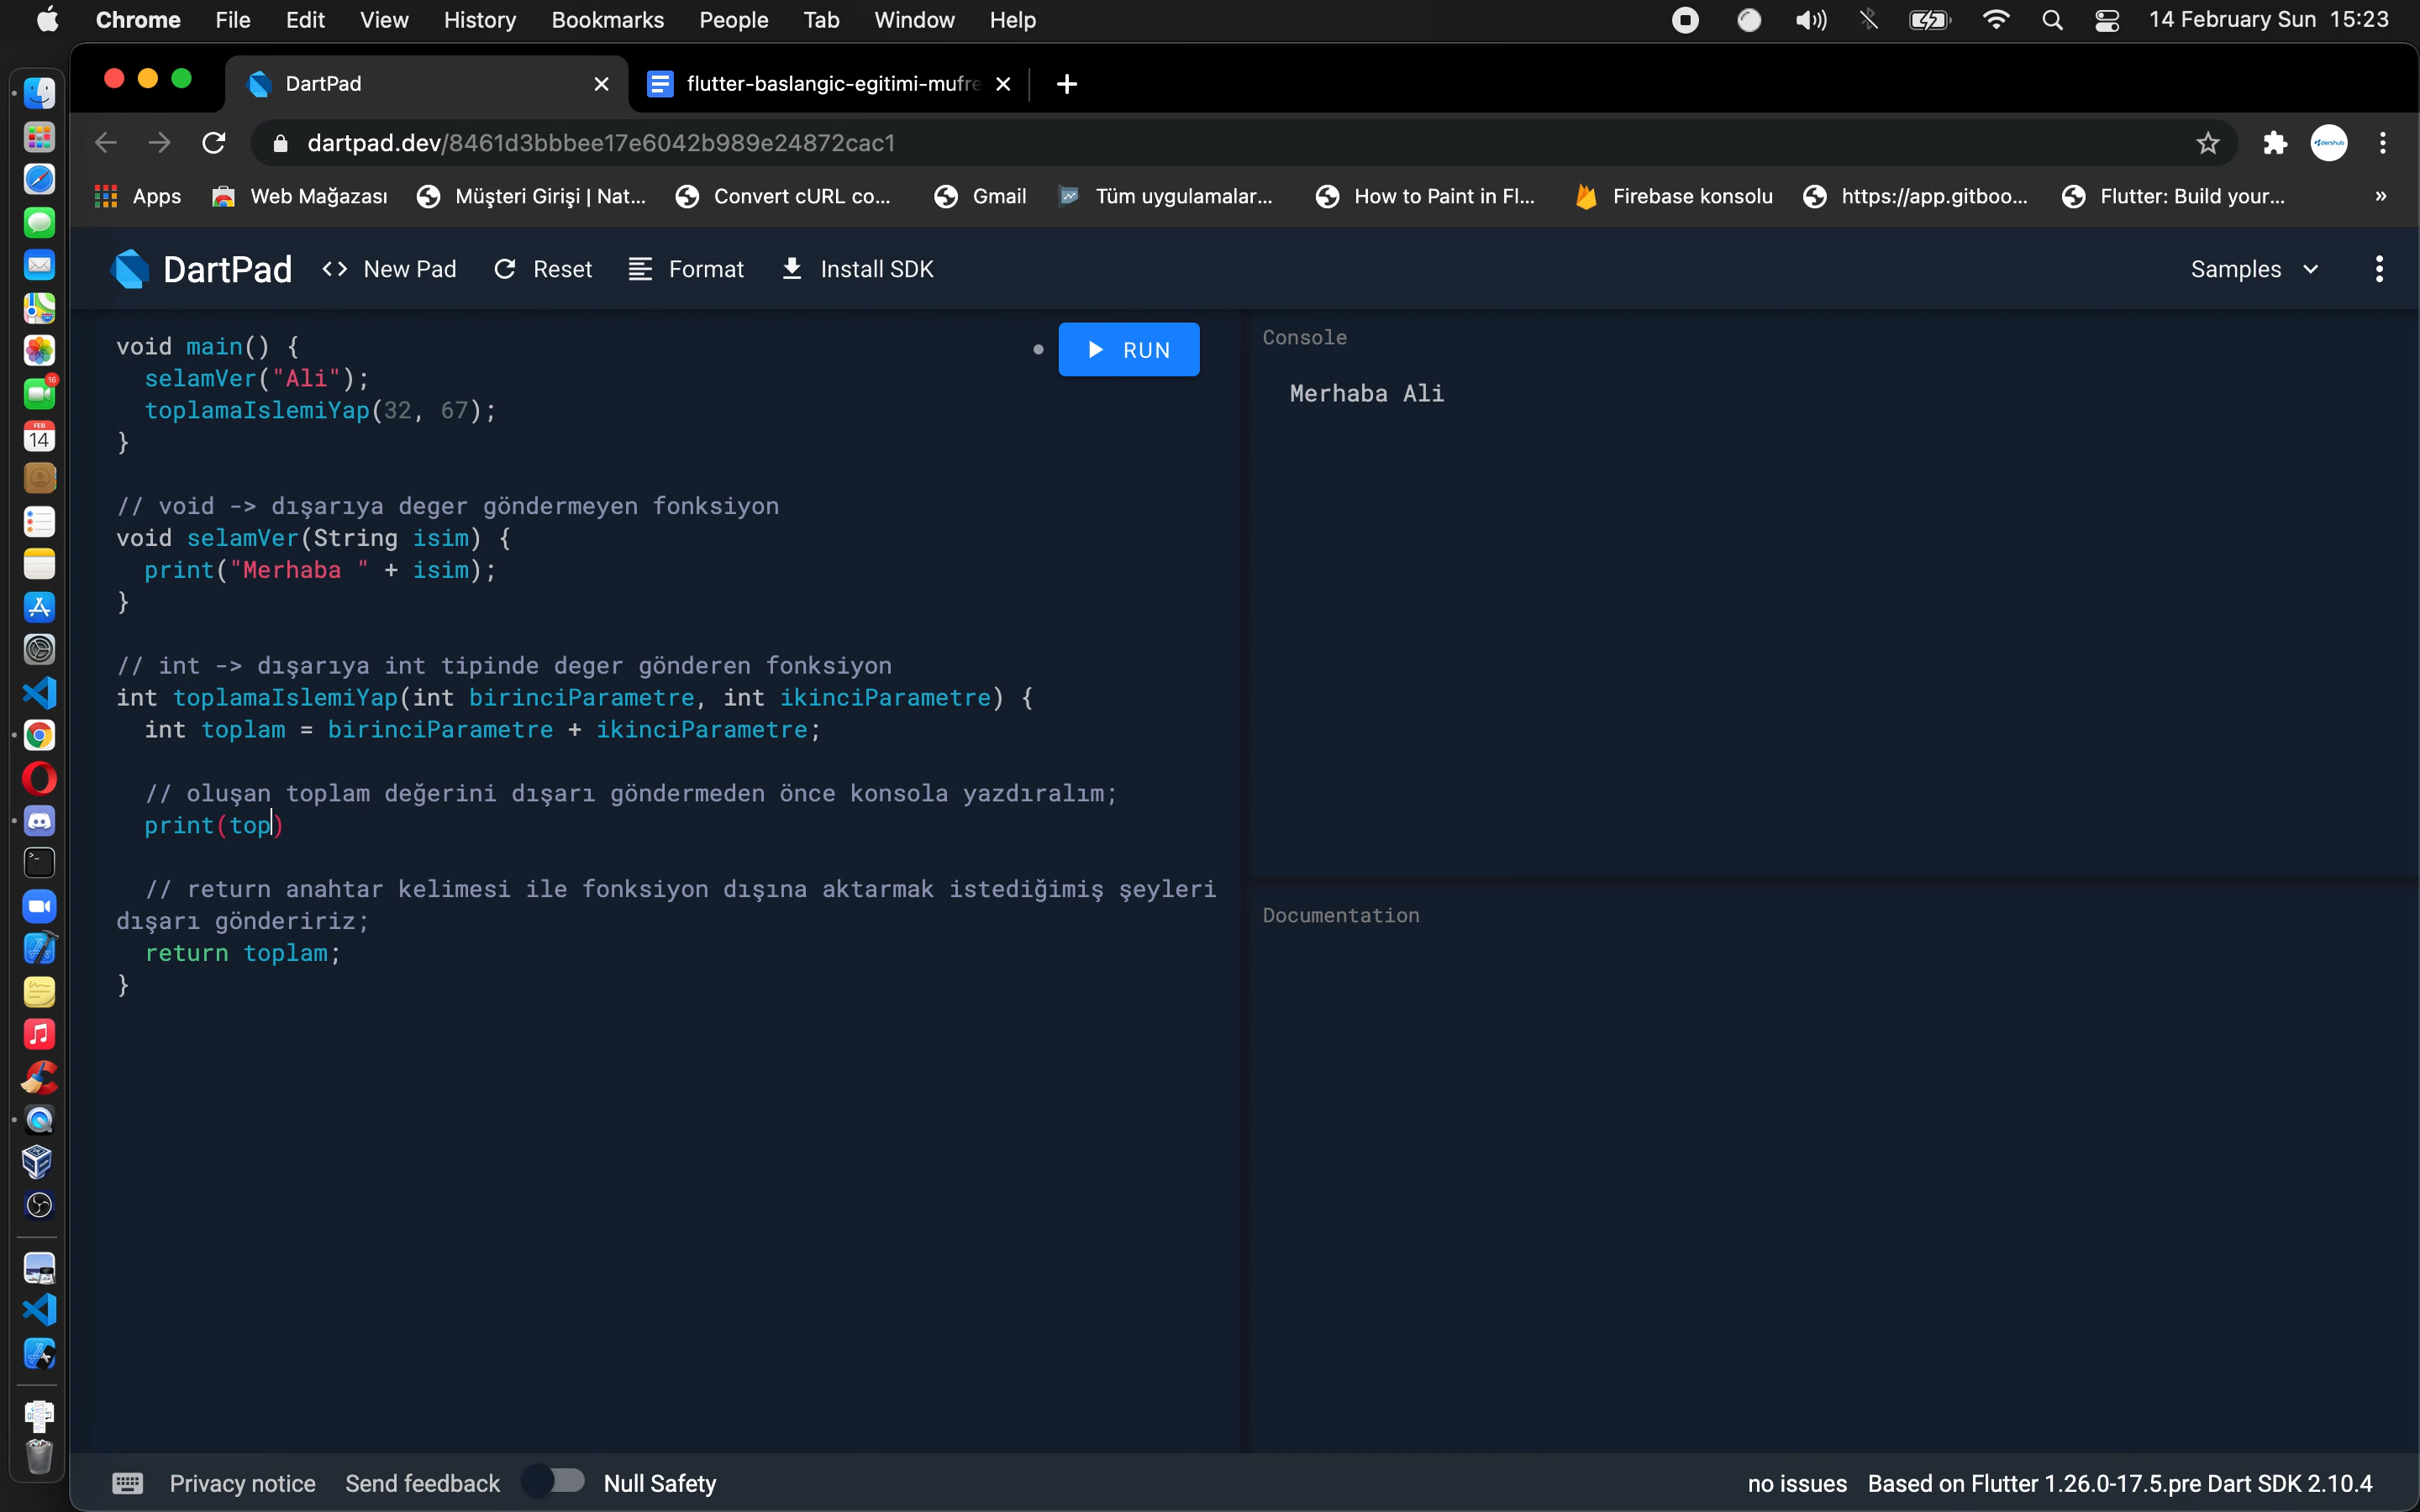 Chrome File Edit View History Bookmarks People Tab Window Help 14 February Sun 15:23
DartPad flutter-baslangic-egitimi-mufre
dartpad.dev/8461d3bbbee17e6042b989e24872cac1 dershub
Apps Web Mağazası Müşteri Girişi | Nat... Convert cURL co... Gmail Tüm uygulamalar... How to Paint in Fl... Firebase konsolu https://app.gitboo... Flutter: Build your... »
DartPad <> New Pad Reset Format Install SDK Samples
void main() {
selamVer("Ali");
toplamaIslemiYap(32, 67);
}
// void -> dışarıya deger göndermeyen fonksiyon
void selamVer(String isim) {
print("Merhaba " + isim);
}
// int -> dışarıya int tipinde deger gönderen fonksiyon
int toplamaIslemiYap(int birinciParametre, int ikinciParametre) {
int toplam = birinciParametre + ikinciParametre;
// oluşan toplam değerini dışarı göndermeden önce konsola yazdıralım;
print(top)
// return anahtar kelimesi ile fonksiyon dışına aktarmak istediğimiş şeyleri
dışarı göndeririz;
return toplam;
}
RUN
Console
Merhaba Ali
Documentation
16
FEB
14
Privacy notice Send feedback Null Safety no issues Based on Flutter 1.26.0-17.5.pre Dart SDK 2.10.4